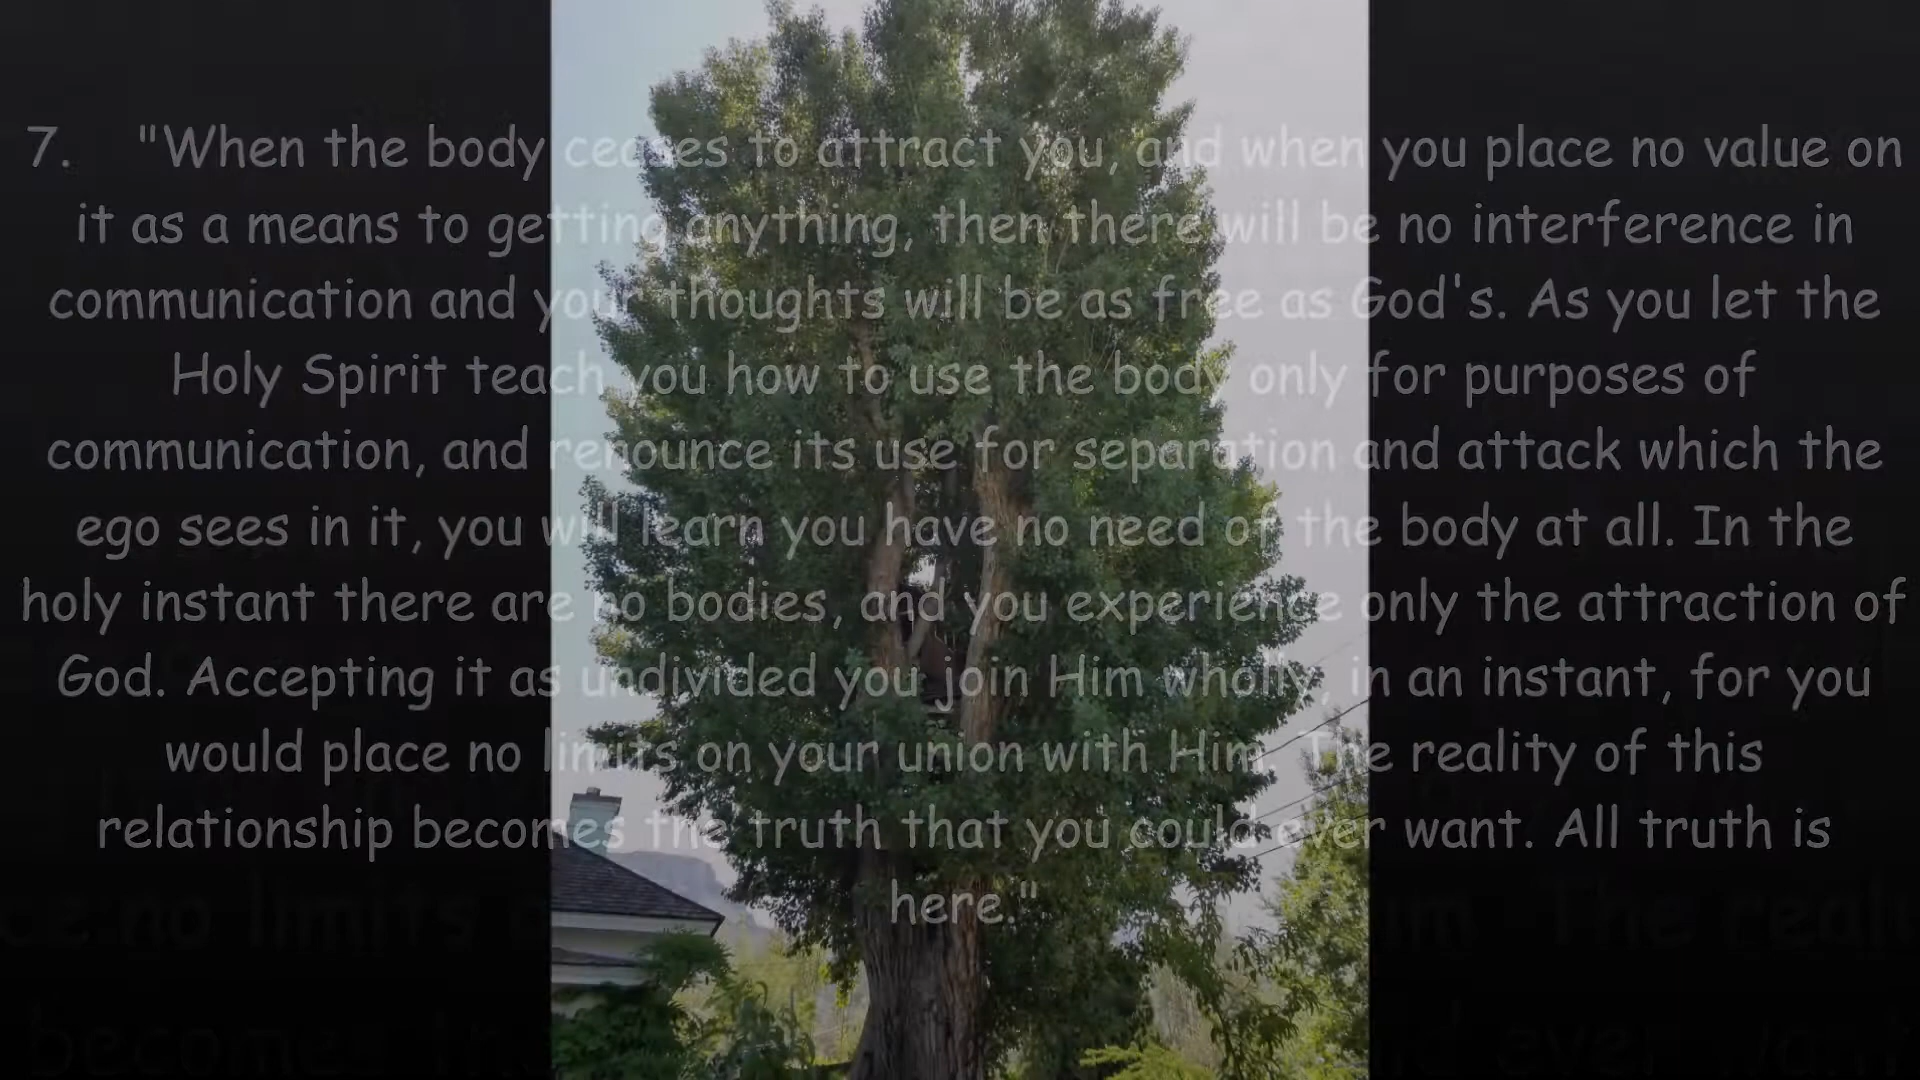 7. "When the body ceases to attract you, and when you place no value on
it as a means to getting anything, then there will be no interference in
communication and your thoughts will be as free as God's. As you let the
Holy Spirit teach you how to use the body only for purposes of
communication, and renounce its use for separation and attack which the
ego sees in it, you will learn you have no need of the body at all. In the
holy instant there are no bodies, and you experience only the attraction of
God. Accepting it as undivided you join Him wholly, in an instant, for you
would place no limits on your union with Him. The reality of this
relationship becomes the truth that you could ever want. All truth is
here."
no limits
The
becomes
ever want